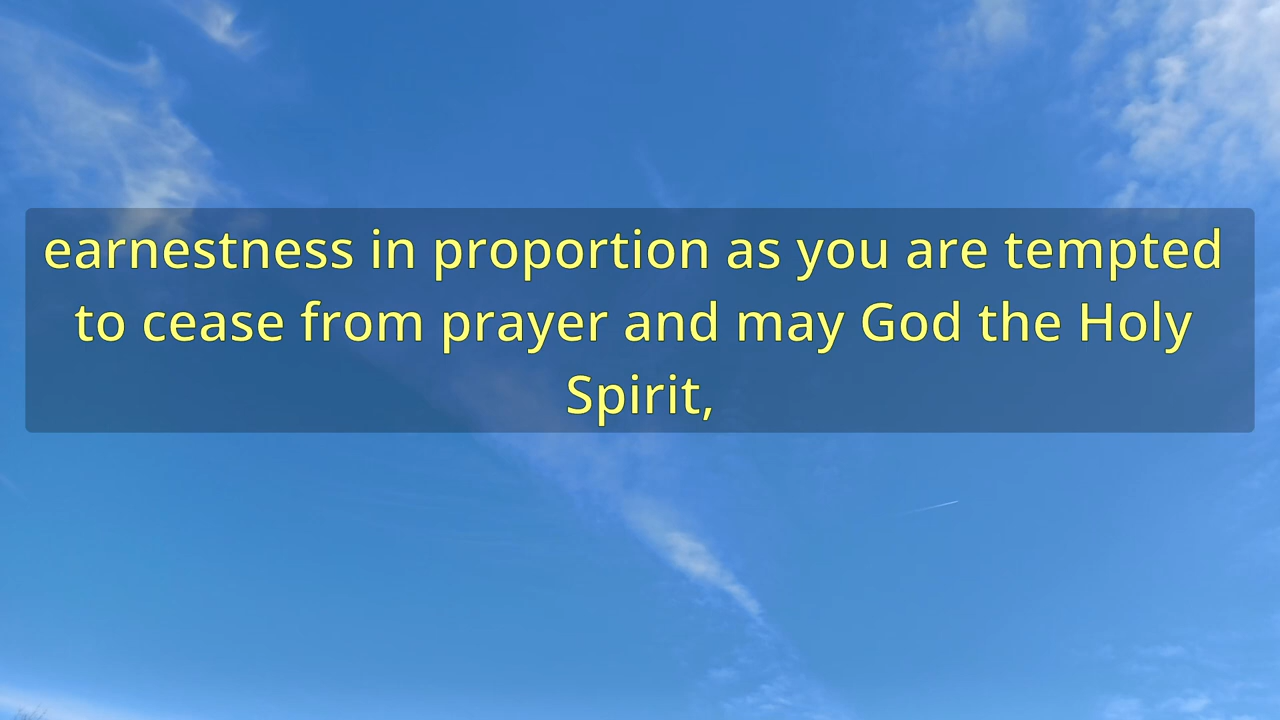 earnestness in proportion as you are tempted
to cease from prayer and may God the Holy
Spirit,